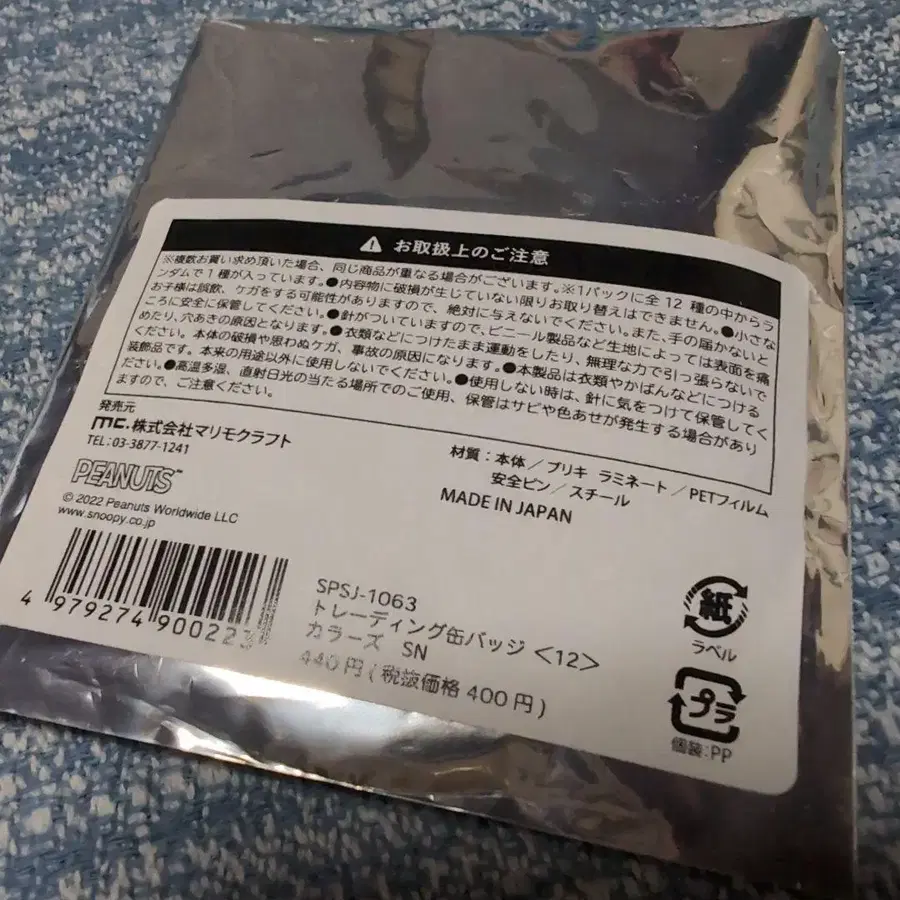 ⚠ お取扱上のご注意
※複数お買い求め頂いた場合、同じ商品が重なる場合がございます。※1パックに全 12 種の中からラ
ンダムで 1 種が入っています。●内容物に破損が生じていない限りお取り替えはできません。●小さな
お子様は誤飲、ケガをする可能性がありますので、絶対に与えないでください。また、手の届かないと
ころに安全に保管してください。●針がついていますので、ビニール製品など生地によっては表面を痛
めたり、穴あきの原因となります。●衣類などにつけたまま運動をしたり、無理な力で引っ張らないで
ください。本体の破損や思わぬケガ、事故の原因になります。●本製品は衣類やかばんなどにつける
装飾品です。本来の用途以外に使用しないでください。●使用しない時は、針に気をつけて保管してく
ださい。●高温多湿、直射日光の当たる場所でのご使用、保管はサビや色あせが発生する場合があり
ますので、ご注意ください。
発売元
mc.株式会社マリモクラフト
TEL:03-3877-1241
PEANUTS™
© 2022 Peanuts Worldwide LLC
www.snoopy.co.jp
材質：本体／ブリキ ラミネート／PETフィルム
安全ピン／スチール
MADE IN JAPAN
4 979274 900223
SPSJ-1063
トレーディング缶バッジ <12>
カラーズ SN
440円(税抜価格400円)
紙
ラベル
プラ
個装:PP